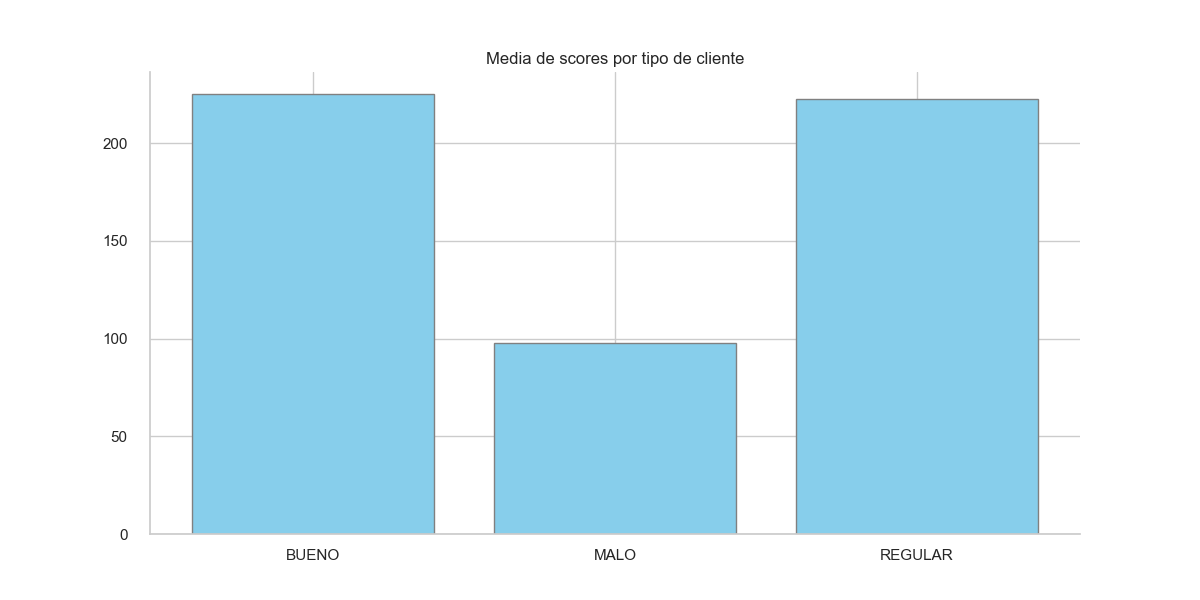 Media de scores por tipo de cliente
200
150
100
50
0
BUENO
MALO
REGULAR